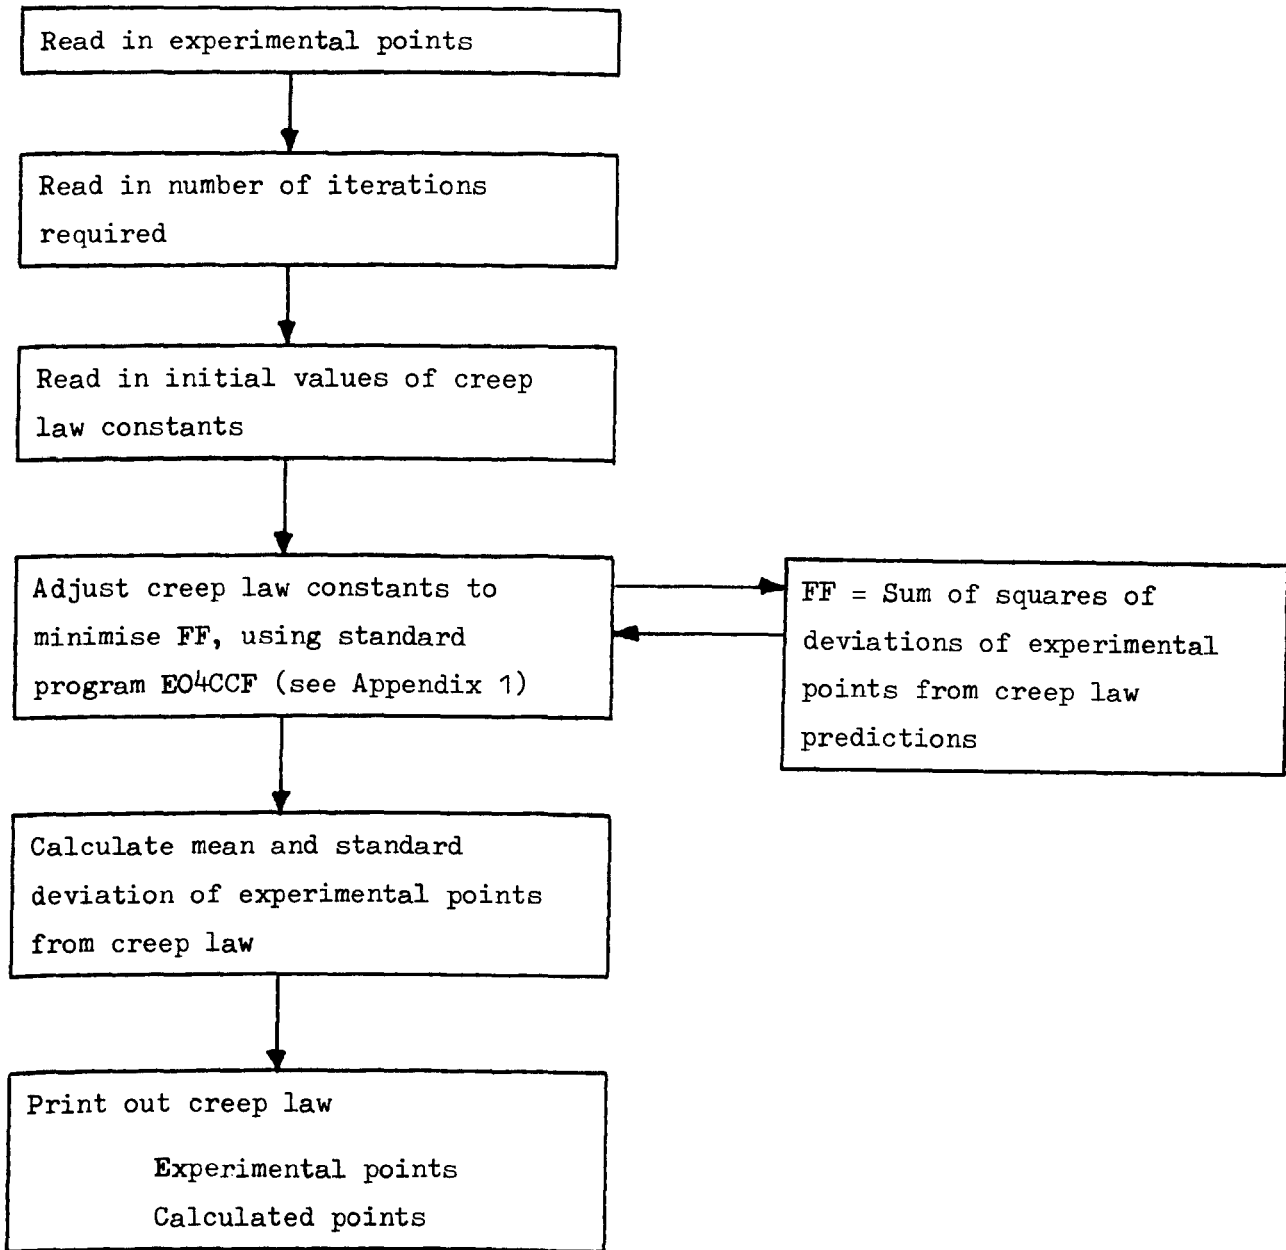 Read in experimental points
Read in number of iterations
required
Read in initial values of creep
law constants
Adjust creep law constants to
minimise FF, using standard
program EO4CCF (see Appendix 1)
FF = Sum of squares of
deviations of experimental
points from creep law
predictions
Calculate mean and standard
deviation of experimental points
from creep law
Print out creep law
Experimental points
Calculated points